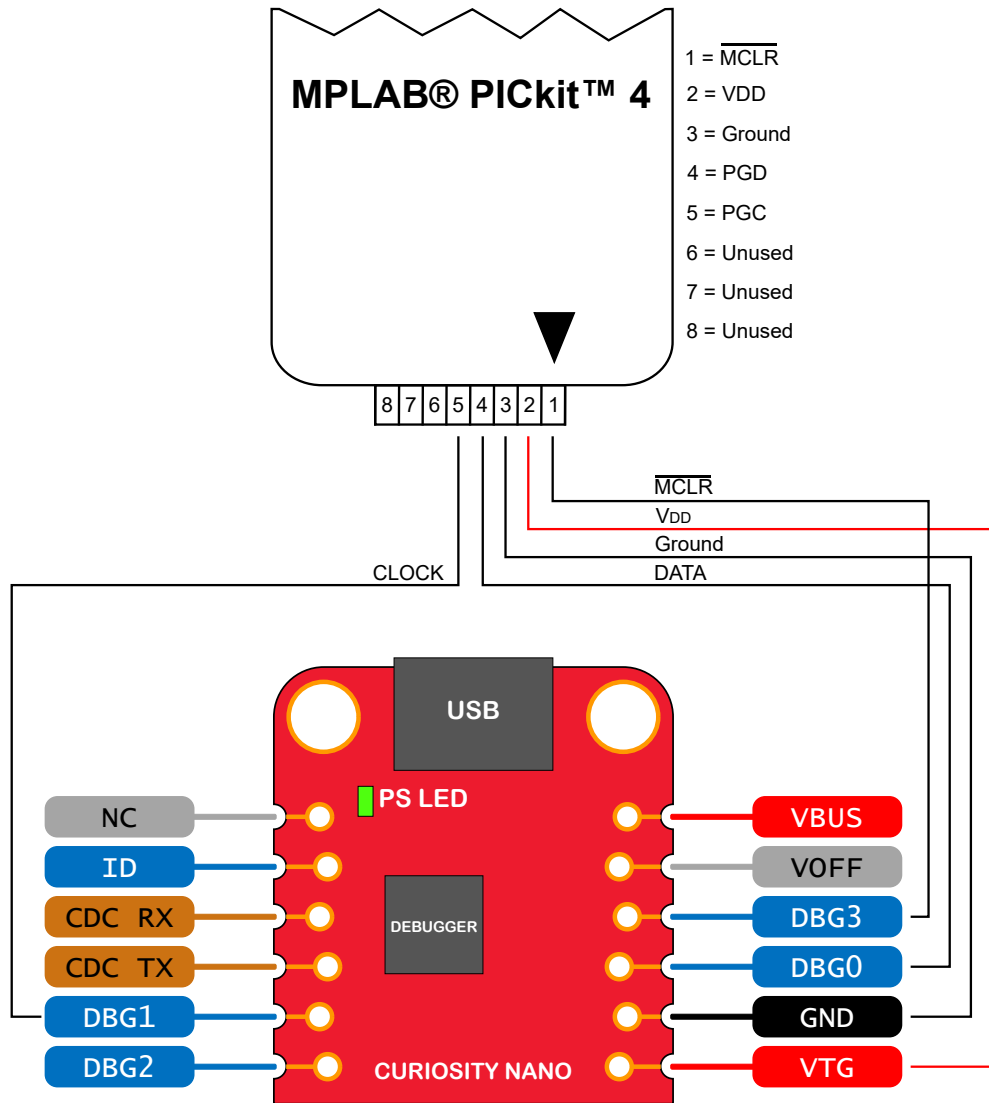 MPLAB® PICkit™ 4
1 = MCLR
2 = VDD
3 = Ground
4 = PGD
5 = PGC
6 = Unused
7 = Unused
8 = Unused
8 7 6 5 4 3 2 1
MCLR
VDD
Ground
CLOCK
DATA
USB
PS LED
NC
VBUS
ID
VOFF
CDC RX
DEBUGGER
DBG3
CDC TX
DBG0
DBG1
GND
DBG2
CURIOSITY NANO
VTG